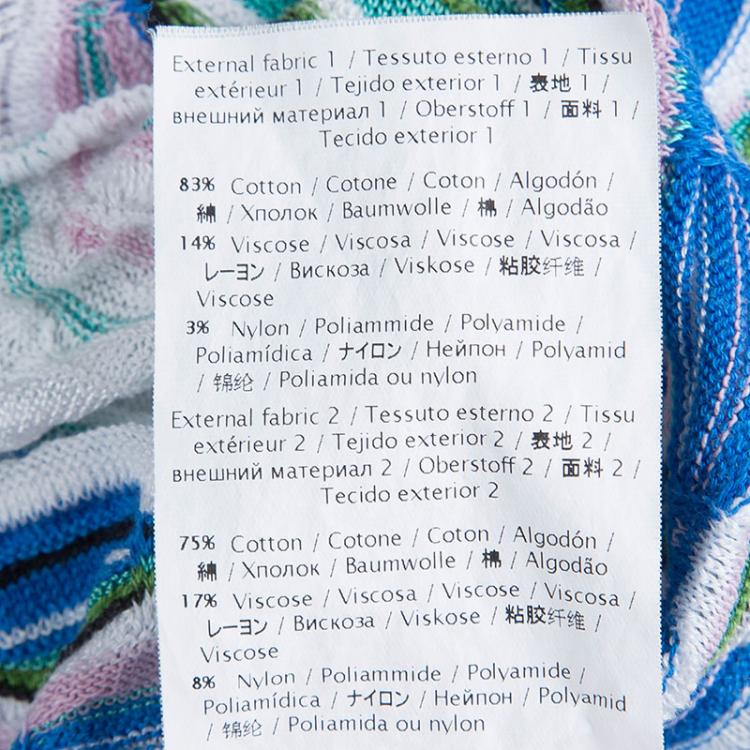 External fabric 1 / Tessuto esterno 1 / Tissu
extérieur 1 / Tejido exterior 1 / 表地 1 /
внешний материал 1 / Oberstoff 1 / 面料 1 /
Tecido exterior 1
83% Cotton / Cotone / Coton / Algodón /
綿 / Хполок / Baumwolle / 棉 / Algodão
14% Viscose / Viscosa / Viscose / Viscosa /
レーヨン / Вискоза / Viskose / 粘胶纤维 /
Viscose
3% Nylon / Poliammide / Polyamide /
Poliamídica / ナイロン / Нейпон / Polyamid
/ 锦纶 / Poliamida ou nylon
External fabric 2 / Tessuto esterno 2 / Tissu
extérieur 2 / Tejido exterior 2 / 表地 2 /
внешний материал 2 / Oberstoff 2 / 面料 2 /
Tecido exterior 2
75% Cotton / Cotone / Coton / Algodón /
綿 / Хполок / Baumwolle / 棉 / Algodão
17% Viscose / Viscosa / Viscose / Viscosa /
レーヨン / Вискоза / Viskose / 粘胶纤维 /
Viscose
8% Nylon / Poliammide / Polyamide /
Poliamídica / ナイロン / Нейпон / Polyamid
/ 锦纶 / Poliamida ou nylon